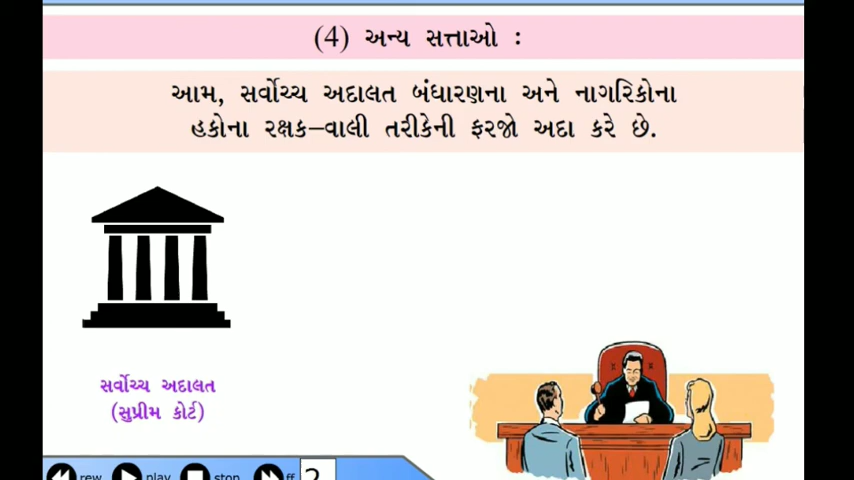 (4) અન્ય સત્તાઓ :
આમ, સર્વોચ્ચ અદાલત બંધારણના અને નાગરિકોના
હકોના રક્ષક–વાલી તરીકેની ફરજો અદા કરે છે.
સર્વોચ્ચ અદાલત
(સુપ્રીમ કોર્ટ)
rew play stop ff 2